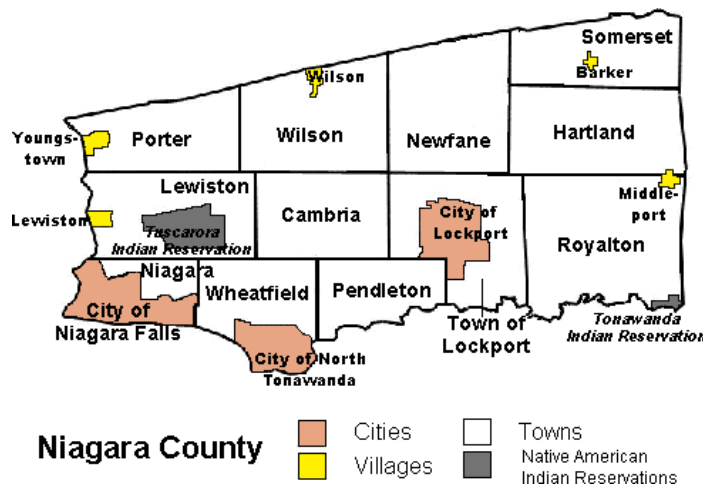 Somerset
Barker
Wilson
Youngs-
town
Porter
Wilson
Newfane
Hartland
Lewiston
Middle-
port
Lewiston
Cambria
City of
Lockport
Tuscarora
Indian Reservation
Royalton
Niagara
Wheatfield
Pendleton
City of
Niagara Falls
Town of
Lockport
Tonawanda
Indian Reservation
City of North
Tonawanda
Niagara County
Cities
Towns
Villages
Native American
Indian Reservations